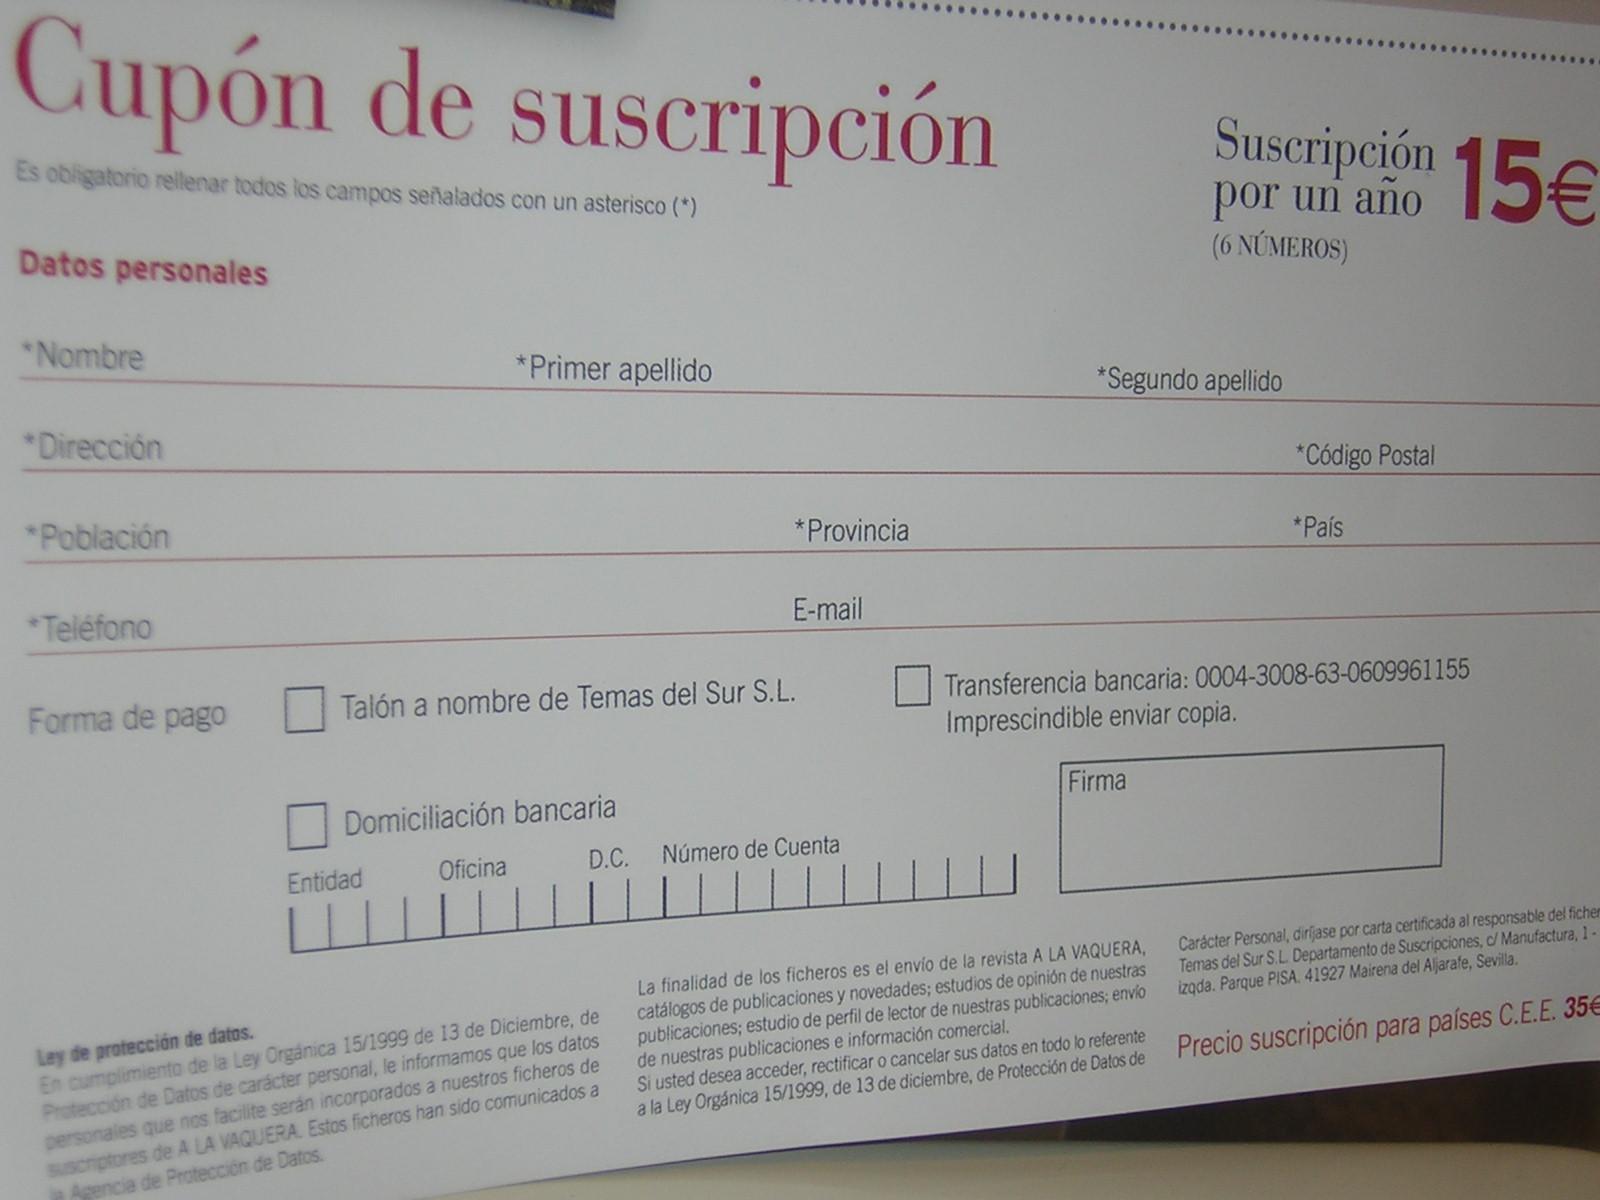 Cupón de suscripción
Es obligatorio rellenar todos los campos señalados con un asterisco (*)
Suscripción
por un año
(6 NÚMEROS)
15€
Datos personales
*Nombre *Primer apellido *Segundo apellido
*Dirección *Código Postal
*Población *Provincia *País
*Teléfono E-mail
Forma de pago
Talón a nombre de Temas del Sur S.L.
Transferencia bancaria: 0004-3008-63-0609961155
Imprescindible enviar copia.
Domiciliación bancaria
Entidad Oficina D.C. Número de Cuenta
Firma
Ley de protección de datos.
En cumplimiento de la Ley Orgánica 15/1999 de 13 de Diciembre, de
Protección de Datos de carácter personal, le informamos que los datos
personales que nos facilite serán incorporados a nuestros ficheros de
suscriptores de A LA VAQUERA. Estos ficheros han sido comunicados a
la Agencia de Protección de Datos.
La finalidad de los ficheros es el envío de la revista A LA VAQUERA,
catálogos de publicaciones y novedades; estudios de opinión de nuestras
publicaciones; estudio de perfil de lector de nuestras publicaciones; envío
de nuestras publicaciones e información comercial.
Si usted desea acceder, rectificar o cancelar sus datos en todo lo referente
a la Ley Orgánica 15/1999, de 13 de diciembre, de Protección de Datos de
Carácter Personal, diríjase por carta certificada al responsable del ficher
Temas del Sur S.L. Departamento de Suscripciones, c/ Manufactura, 1 -
izqda. Parque PISA. 41927 Mairena del Aljarafe, Sevilla.
Precio suscripción para países C.E.E. 35€